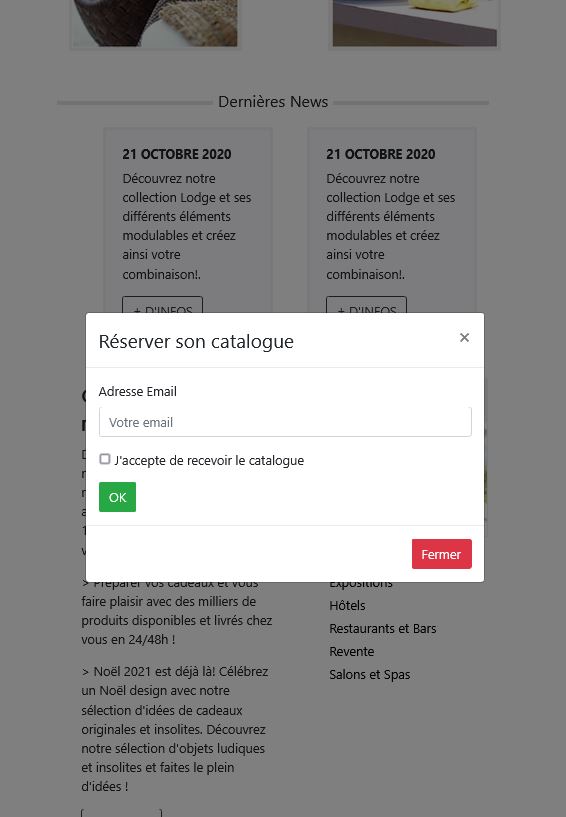 Dernières News
21 OCTOBRE 2020
Découvrez notre
collection Lodge et ses
différents éléments
modulables et créez
ainsi votre
combinaison!.
+ D'INFOS
21 OCTOBRE 2020
Découvrez notre
collection Lodge et ses
différents éléments
modulables et créez
ainsi votre
combinaison!.
+ D'INFOS
Réserver son catalogue
×
Adresse Email
Votre email
J'accepte de recevoir le catalogue
OK
Fermer
> Préparer vos cadeaux et vous
faire plaisir avec des milliers de
produits disponibles et livrés chez
vous en 24/48h !
> Noël 2021 est déjà là! Célébrez
un Noël design avec notre
sélection d'idées de cadeaux
originales et insolites. Découvrez
notre sélection d'objets ludiques
et insolites et faites le plein
d'idées !
Expositions
Hôtels
Restaurants et Bars
Revente
Salons et Spas